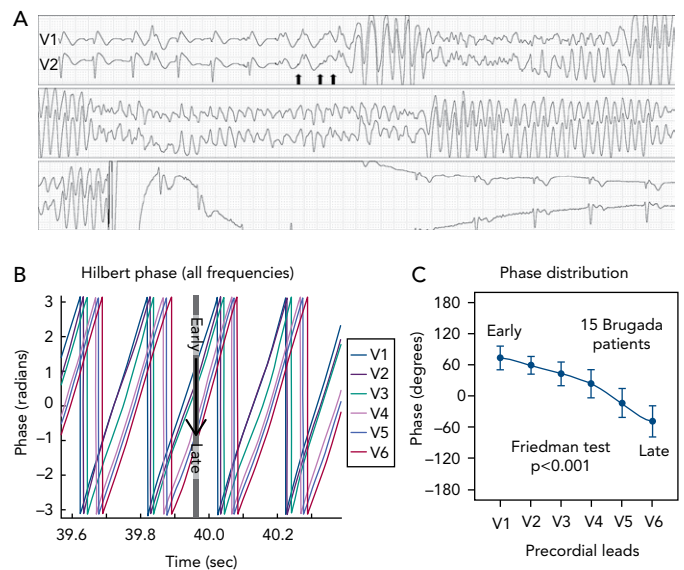 A
V1
V2
B
Hilbert phase (all frequencies)
3
2
1
0
−1
−2
−3
Phase (radians)
39.6
39.8
40.0
40.2
Time (sec)
Early
Late
V1
V2
V3
V4
V5
V6
C
Phase distribution
180
120
60
0
−60
−120
−180
Phase (degrees)
Early
15 Brugada
patients
Friedman test
p<0.001
Late
V1
V2
V3
V4
V5
V6
Precordial leads